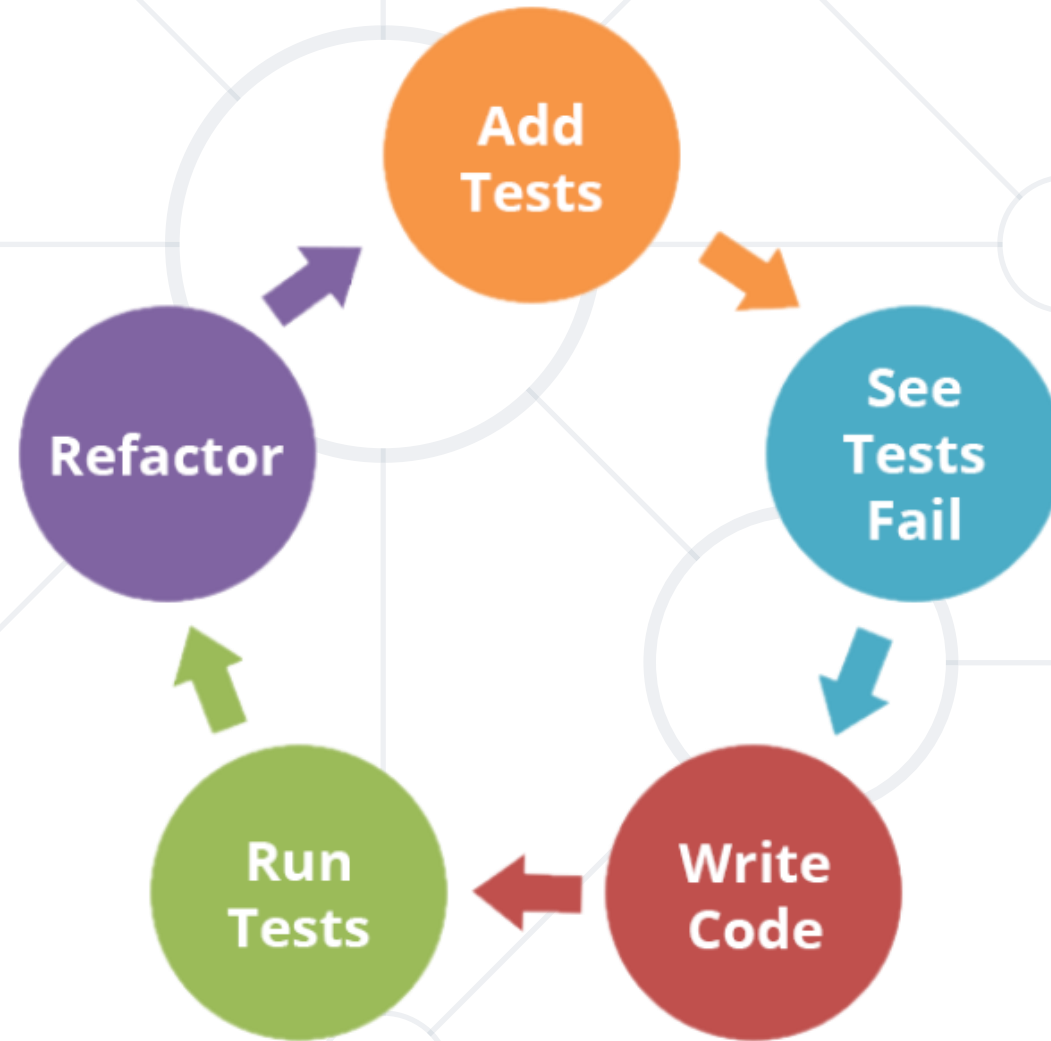 Add
Tests
See
Tests
Fail
Write
Code
Run
Tests
Refactor